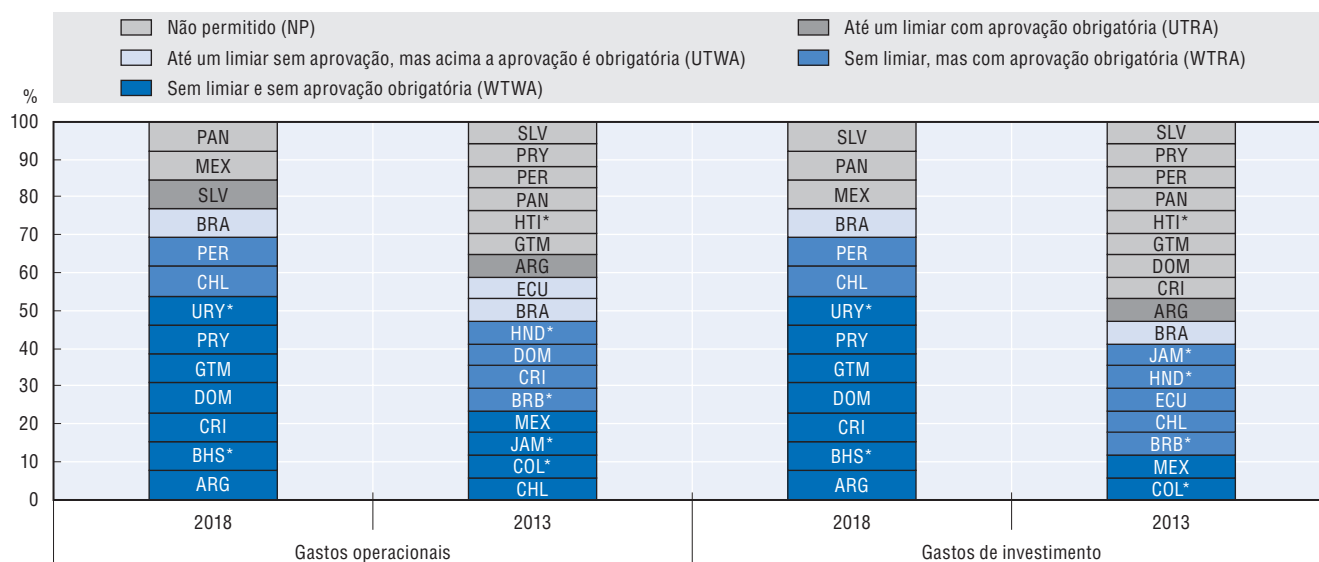 Não permitido (NP)
Até um limiar com aprovação obrigatória (UTRA)
Até um limiar sem aprovação, mas acima a aprovação é obrigatória (UTWA)
Sem limiar, mas com aprovação obrigatória (WTRA)
Sem limiar e sem aprovação obrigatória (WTWA)
%
100
90
80
70
60
50
40
30
20
10
0
PAN
MEX
SLV
BRA
PER
CHL
URY*
PRY
GTM
DOM
CRI
BHS*
ARG
SLV
PRY
PER
PAN
HTI*
GTM
ARG
ECU
BRA
HND*
DOM
CRI
BRB*
MEX
JAM*
COL*
CHL
SLV
PAN
MEX
BRA
PER
CHL
URY*
PRY
GTM
DOM
CRI
BHS*
ARG
SLV
PRY
PER
PAN
HTI*
GTM
DOM
CRI
ARG
BRA
JAM*
HND*
ECU
CHL
BRB*
MEX
COL*
2018 2013 2018 2013
Gastos operacionais Gastos de investimento